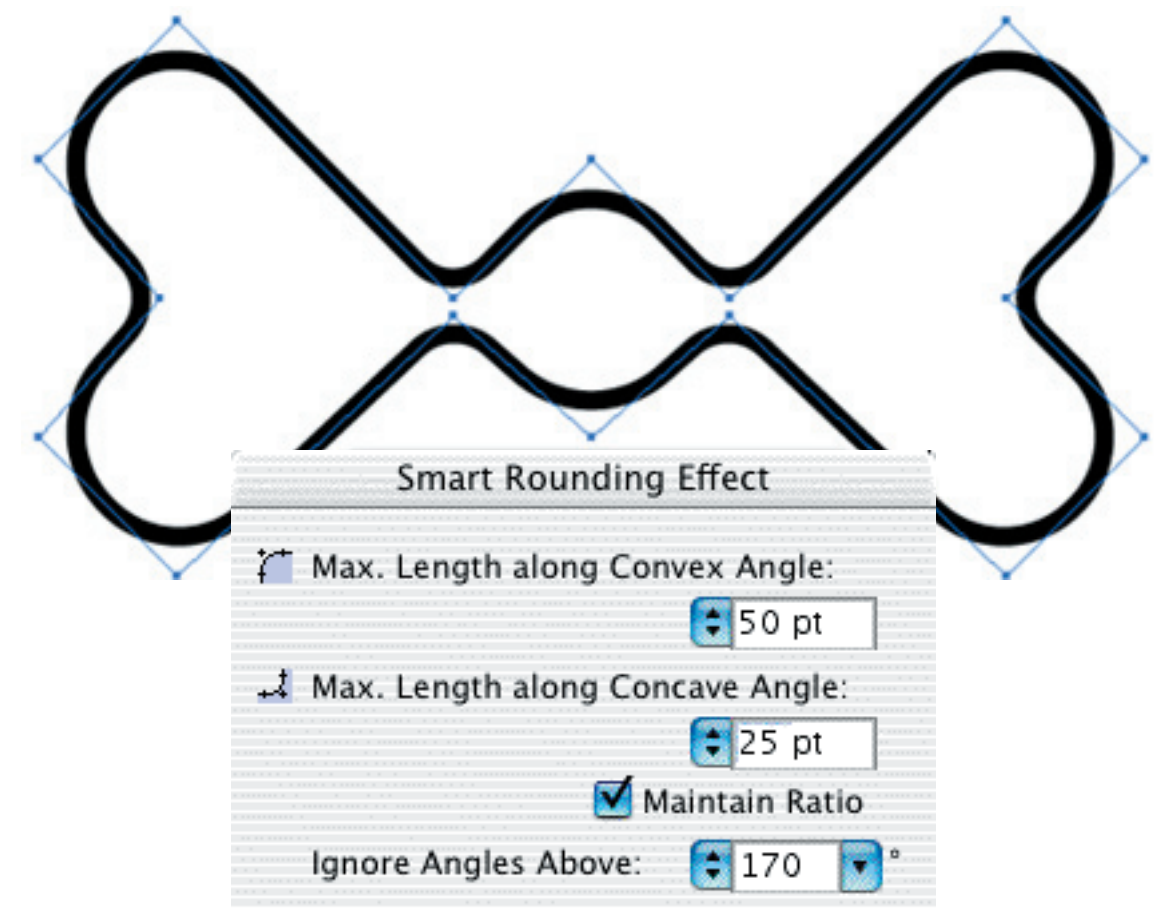 Smart Rounding Effect
Max. Length along Convex Angle:
50 pt
Max. Length along Concave Angle:
25 pt
Maintain Ratio
Ignore Angles Above: 170 °